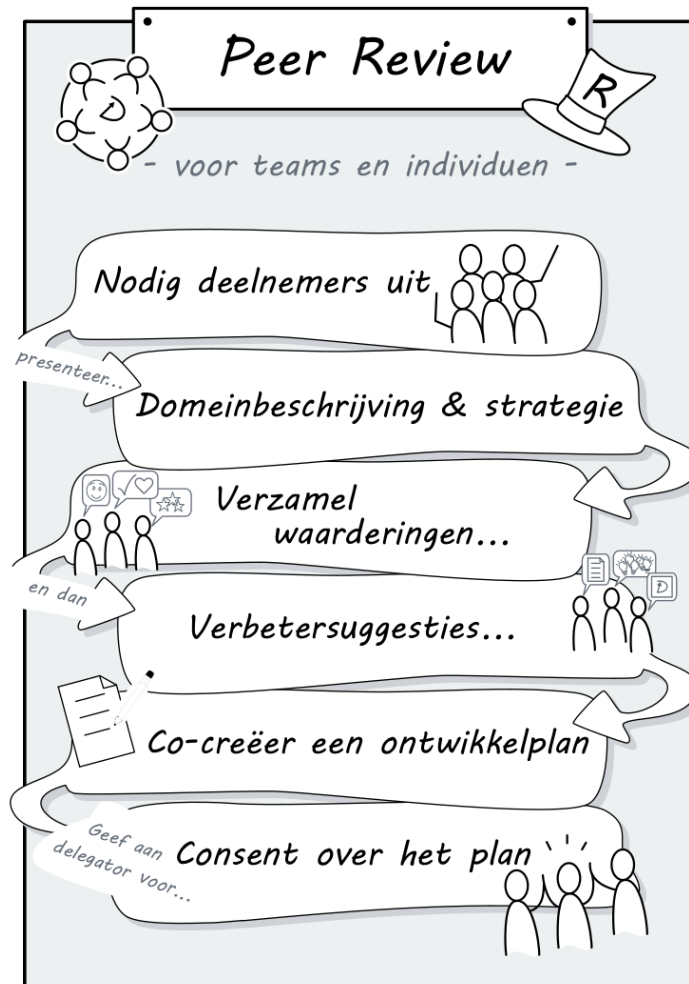 Peer Review
R
- voor teams en individuen -
Nodig deelnemers uit
presenteer...
Domeinbeschrijving & strategie
Verzamel
waarderingen...
en dan
Verbetersuggesties...
D
Co-creëer een ontwikkelplan
Geef aan
delegator voor...
Consent over het plan